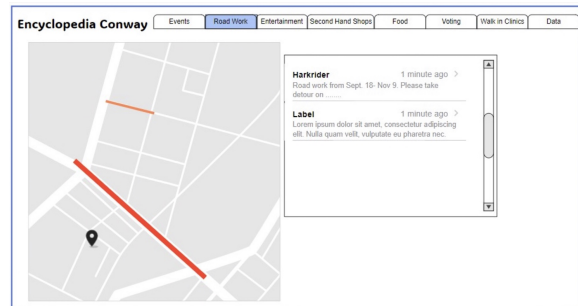 Encyclopedia Conway
Events
Road Work
Entertainment
Second Hand Shops
Food
Voting
Walk in Clinics
Data
Harkrider 1 minute ago
Road work from Sept. 18- Nov 9. Please take
detour on .......
Label 1 minute ago
Lorem ipsum dolor sit amet, consectetur adipiscing
elit. Nulla quam velit, vulputate eu pharetra nec.